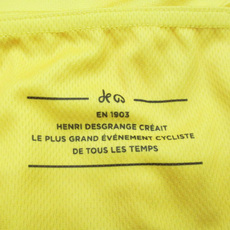 EN 1903
HENRI DESGRANGE CRÉAIT
LE PLUS GRAND ÉVÉNEMENT CYCLISTE
DE TOUS LES TEMPS